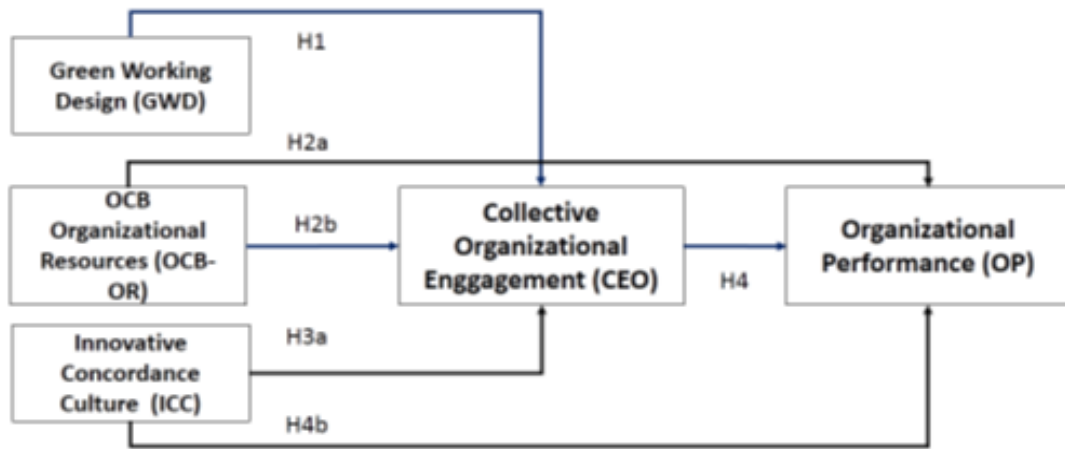 H1
Green Working
Design (GWD)
H2a
OCB
Organizational
Resources (OCB-
OR)
H2b
Collective
Organizational
Enggagement (CEO)
H4
Organizational
Performance (OP)
Innovative
Concordance
Culture (ICC)
H3a
H4b